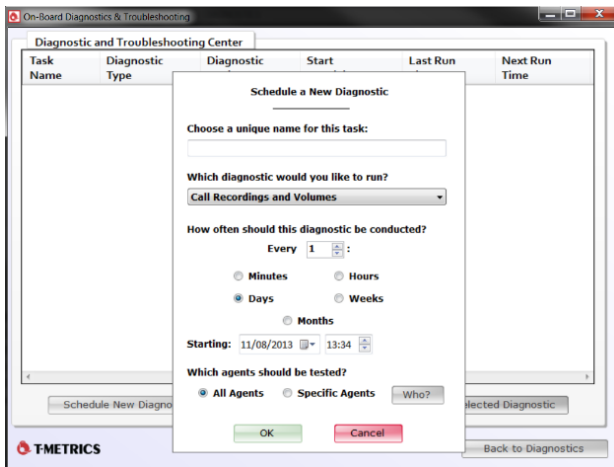 On-Board Diagnostics & Troubleshooting
Diagnostic and Troubleshooting Center
Task Name
Diagnostic Type
Diagnostic
Start
Last Run
Next Run Time
Schedule a New Diagnostic
Choose a unique name for this task:
Which diagnostic would you like to run?
Call Recordings and Volumes
How often should this diagnostic be conducted?
Every 1 :
Minutes Hours
Days Weeks
Months
Starting: 11/08/2013 13:34
Which agents should be tested?
All Agents Specific Agents Who?
OK Cancel
Schedule New Diagno
lected Diagnostic
T-METRICS
Back to Diagnostics